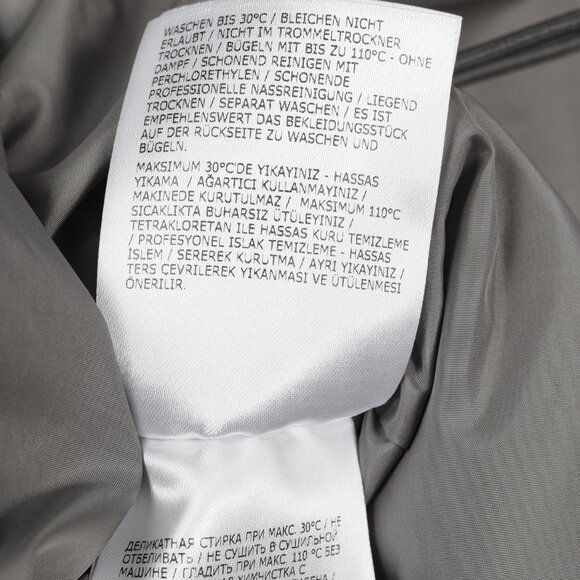 WASCHEN BIS 30°C / BLEICHEN NICHT
ERLAUBT / NICHT IM TROMMELTROCKNER
TROCKNEN / BÜGELN MIT BIS ZU 110°C - OHNE
DAMPF / SCHONEND REINIGEN MIT
PERCHLORETHYLEN / SCHONENDE
PROFESSIONELLE NASSREINIGUNG / LIEGEND
TROCKNEN / SEPARAT WASCHEN / ES IST
EMPFEHLENSWERT DAS BEKLEIDUNGSSTÜCK
AUF DER RÜCKSEITE ZU WASCHEN UND
BÜGELN.
MAKSIMUM 30°C'DE YIKAYINIZ - HASSAS
YIKAMA / AĞARTICI KULLANMAYINIZ /
MAKINEDE KURUTULMAZ / MAKSIMUM 110°C
SICAKLIKTA BUHARSIZ ÜTÜLEYINIZ /
TETRAKLORETAN ILE HASSAS KURU TEMIZLEME
/ PROFESYONEL ISLAK TEMIZLEME - HASSAS
İSLEM / SEREREK KURUTMA / AYRI YIKAYINIZ /
TERS ÇEVRILEREK YIKANMASI VE ÜTÜLENMESI
ÖNERILIR.
ДЕЛИКАТНАЯ СТИРКА ПРИ МАКС. 30°C / НЕ
ОТБЕЛИВАТЬ / НЕ СУШИТЬ В СУШИЛЬНОЙ
МАШИНЕ / ГЛАДИТЬ ПРИ МАКС. 110 °C БЕЗ
ХИМЧИСТКА С